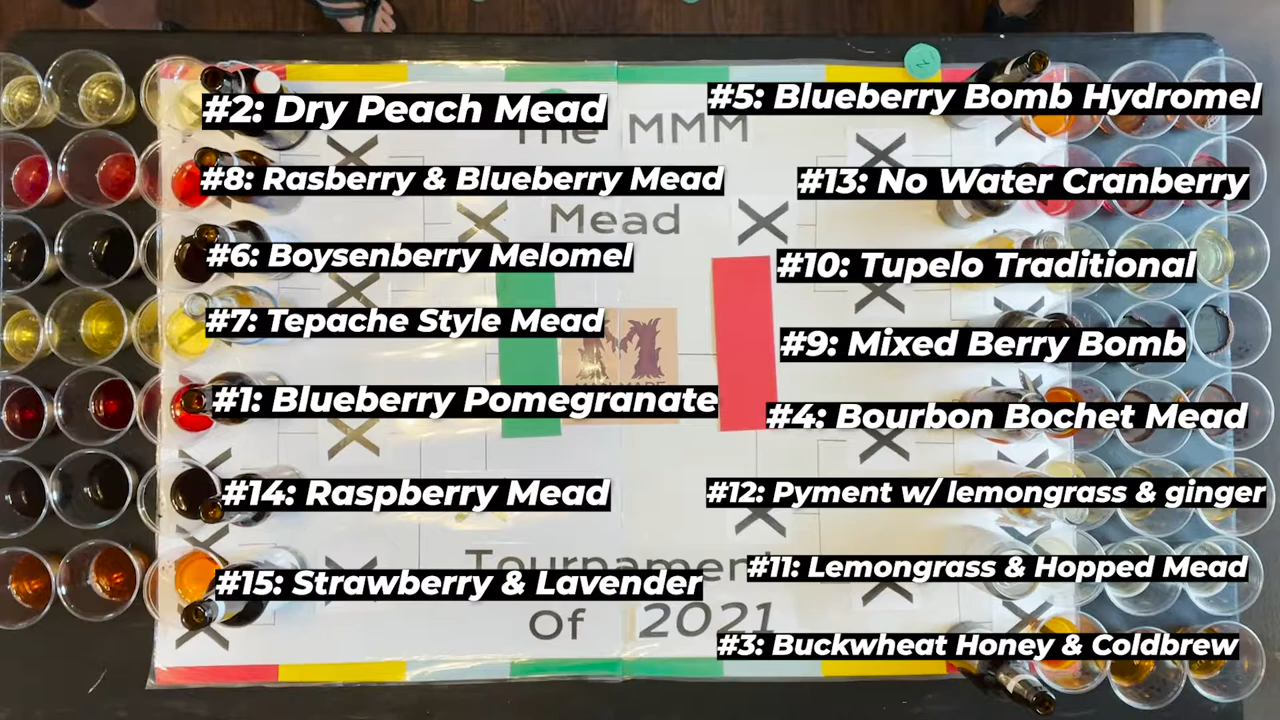 #2: Dry Peach Mead
#8: Rasberry & Blueberry Mead
#6: Boysenberry Melomel
#7: Tepache Style Mead
#1: Blueberry Pomegranate
#14: Raspberry Mead
#15: Strawberry & Lavender
#5: Blueberry Bomb Hydromel
#13: No Water Cranberry
#10: Tupelo Traditional
#9: Mixed Berry Bomb
#4: Bourbon Bochet Mead
#12: Pyment w/ lemongrass & ginger
#11: Lemongrass & Hopped Mead
#3: Buckwheat Honey & Coldbrew
The MMM
Mead
Tournament
Of 2021